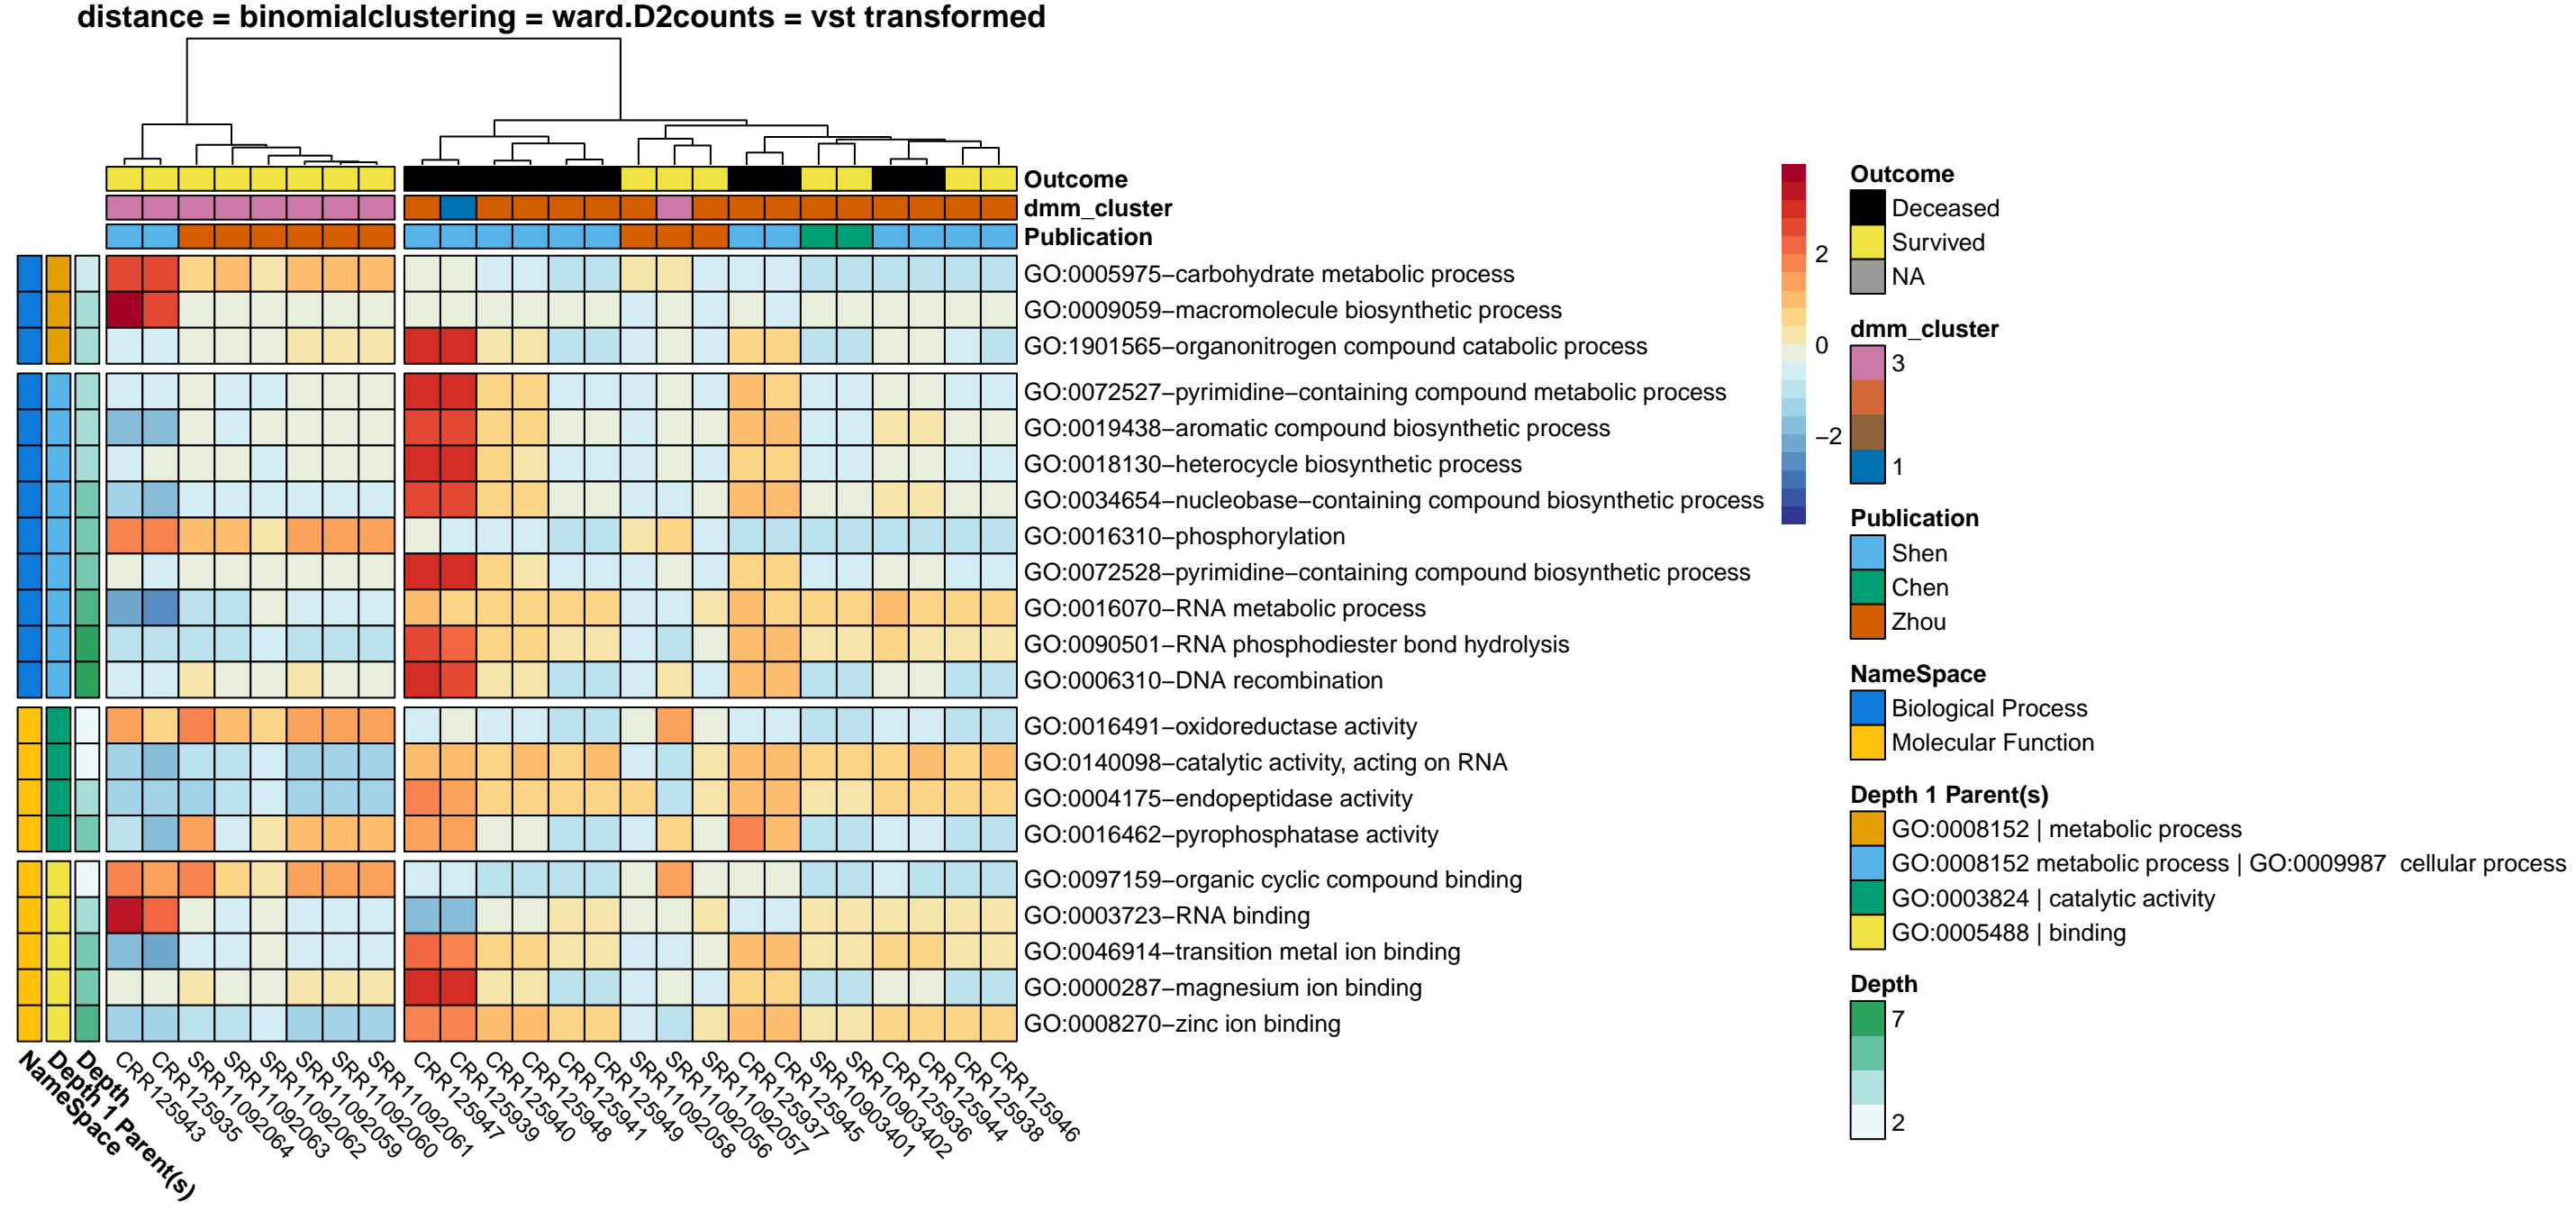 distance = binomialclustering = ward.D2counts = vst transformed
Outcome
dmm_cluster
Publication
GO:0005975−carbohydrate metabolic process
GO:0009059−macromolecule biosynthetic process
GO:1901565−organonitrogen compound catabolic process
GO:0072527−pyrimidine−containing compound metabolic process
GO:0019438−aromatic compound biosynthetic process
GO:0018130−heterocycle biosynthetic process
GO:0034654−nucleobase−containing compound biosynthetic process
GO:0016310−phosphorylation
GO:0072528−pyrimidine−containing compound biosynthetic process
GO:0016070−RNA metabolic process
GO:0090501−RNA phosphodiester bond hydrolysis
GO:0006310−DNA recombination
GO:0016491−oxidoreductase activity
GO:0140098−catalytic activity, acting on RNA
GO:0004175−endopeptidase activity
GO:0016462−pyrophosphatase activity
GO:0097159−organic cyclic compound binding
GO:0003723−RNA binding
GO:0046914−transition metal ion binding
GO:0000287−magnesium ion binding
GO:0008270−zinc ion binding
NameSpace
Depth 1 Parent(s)
Depth
CRR125943
CRR125935
SRR11092064
SRR11092063
SRR11092062
SRR11092059
SRR11092060
SRR11092061
CRR125947
CRR125939
CRR125940
CRR125948
CRR125941
CRR125949
SRR11092058
SRR11092056
SRR11092057
CRR125937
CRR125945
SRR10903401
SRR10903402
CRR125936
CRR125944
CRR125938
CRR125946
2
0
−2
Outcome
Deceased
Survived
NA
dmm_cluster
3
1
Publication
Shen
Chen
Zhou
NameSpace
Biological Process
Molecular Function
Depth 1 Parent(s)
GO:0008152 | metabolic process
GO:0008152 metabolic process | GO:0009987  cellular process
GO:0003824 | catalytic activity
GO:0005488 | binding
Depth
7
2